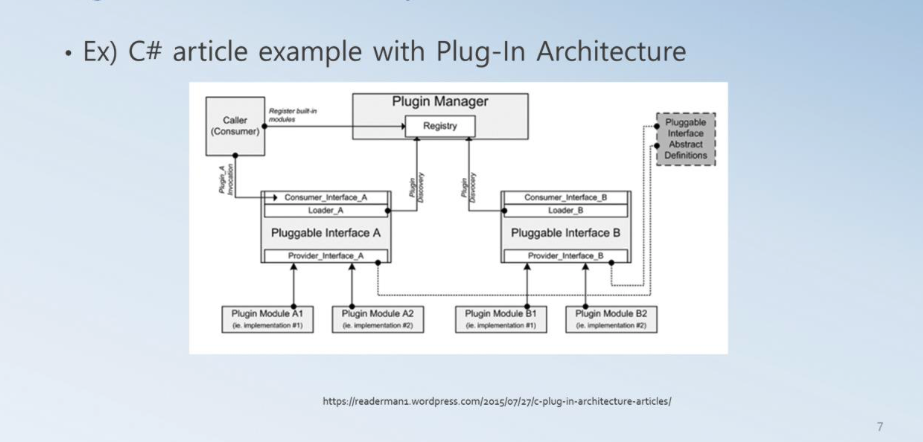 • Ex) C# article example with Plug-In Architecture
Caller
(Consumer)
Register built-in
modules
Plugin Manager
Registry
Pluggable
Interface
Abstract
Definitions
Plugin_A
Invocation
Plugin
Discovery
Plugin
Disvocery
Consumer_Interface_A
Loader_A
Pluggable Interface A
Provider_Interface_A
Consumer_Interface_B
Loader_B
Pluggable Interface B
Provider_Interface_B
Plugin Module A1
(ie. implementation #1)
Plugin Module A2
(ie. implementation #2)
Plugin Module B1
(ie. implementation #1)
Plugin Module B2
(ie. implementation #2)
https://readerman1.wordpress.com/2015/07/27/c-plug-in-architecture-articles/
7